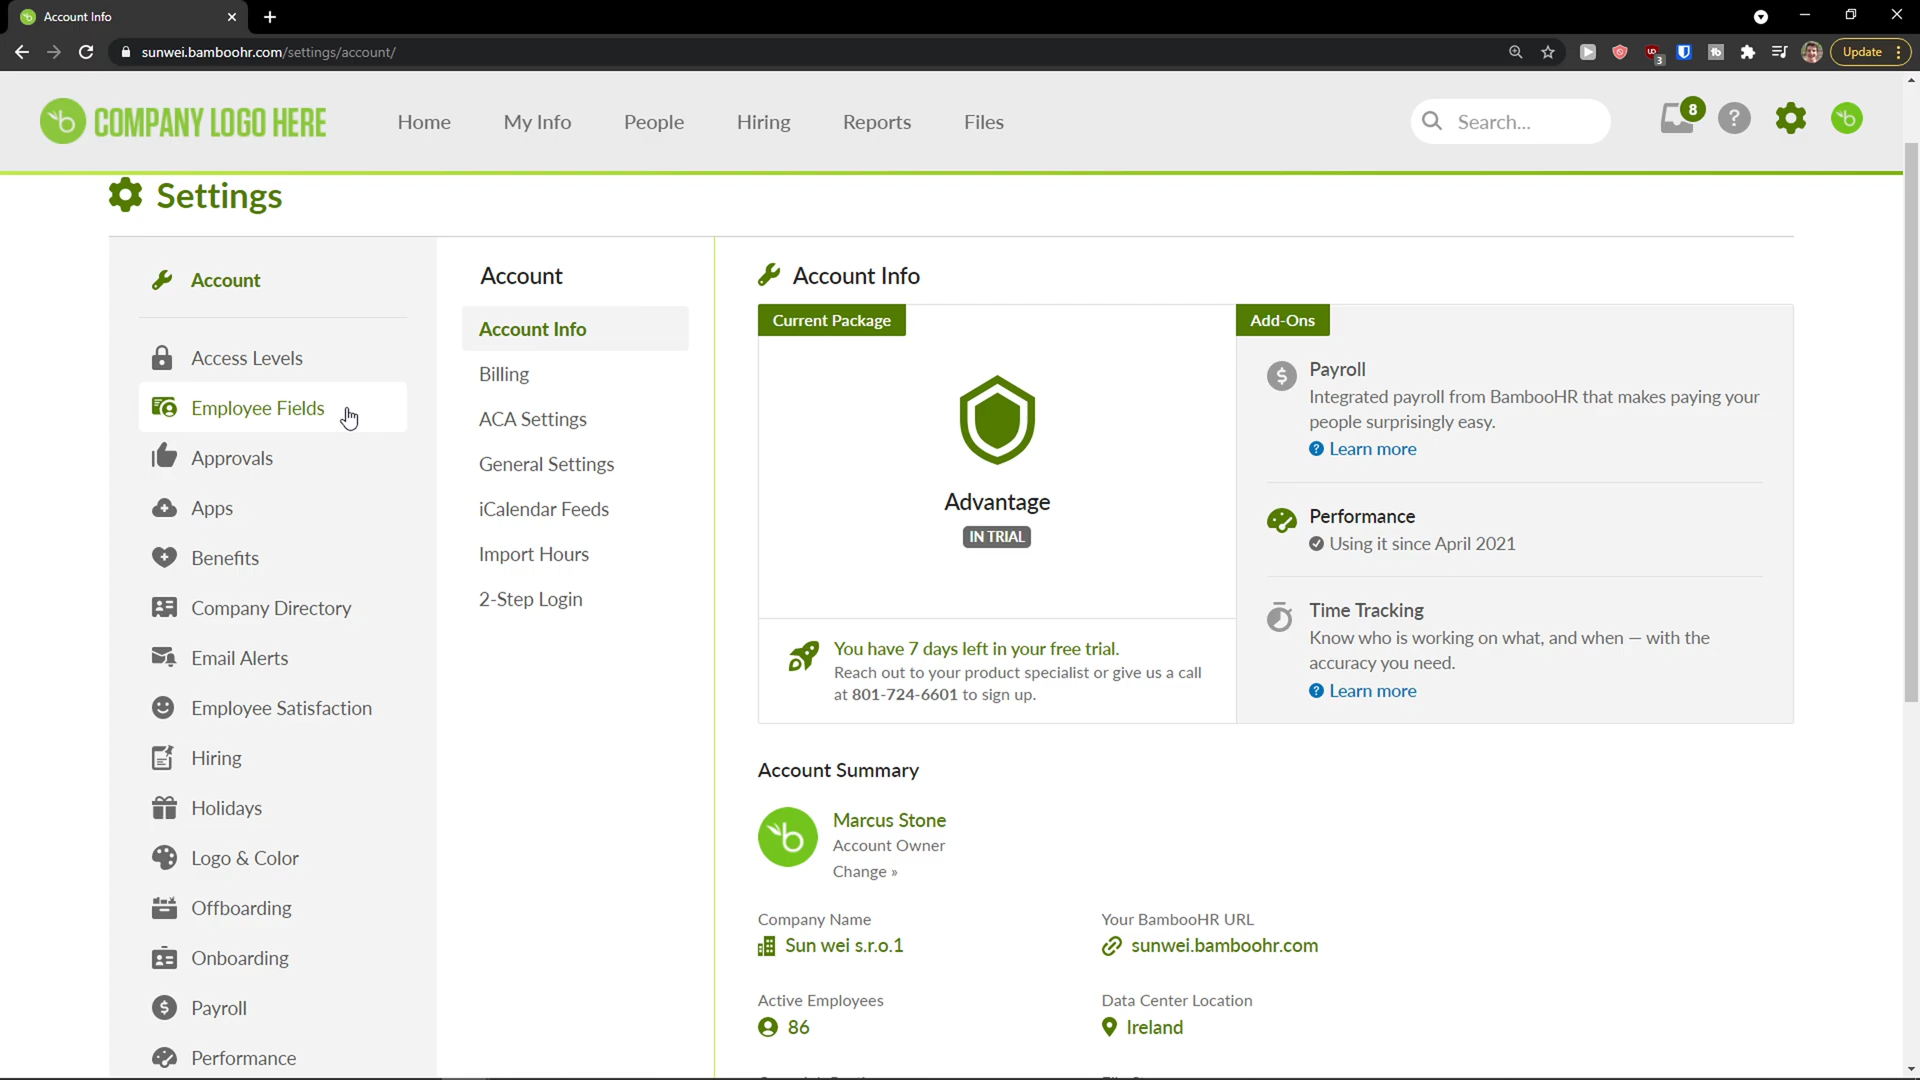 Account Info
sunwei.bamboohr.com/settings/account/
3
Update
COMPANY LOGO HERE
Home
My Info
People
Hiring
Reports
Files
Search...
8
Settings
Account
Access Levels
Employee Fields
Approvals
Apps
Benefits
Company Directory
Email Alerts
Employee Satisfaction
Hiring
Holidays
Logo & Color
Offboarding
Onboarding
Payroll
Performance
Account
Account Info
Billing
ACA Settings
General Settings
iCalendar Feeds
Import Hours
2-Step Login
Account Info
Current Package
Advantage
IN TRIAL
You have 7 days left in your free trial.
Reach out to your product specialist or give us a call
at 801-724-6601 to sign up.
Add-Ons
Payroll
Integrated payroll from BambooHR that makes paying your
people surprisingly easy.
Learn more
Performance
Using it since April 2021
Time Tracking
Know who is working on what, and when — with the
accuracy you need.
Learn more
Account Summary
Marcus Stone
Account Owner
Change »
Company Name
Sun wei s.r.o.1
Your BambooHR URL
sunwei.bamboohr.com
Active Employees
86
Data Center Location
Ireland